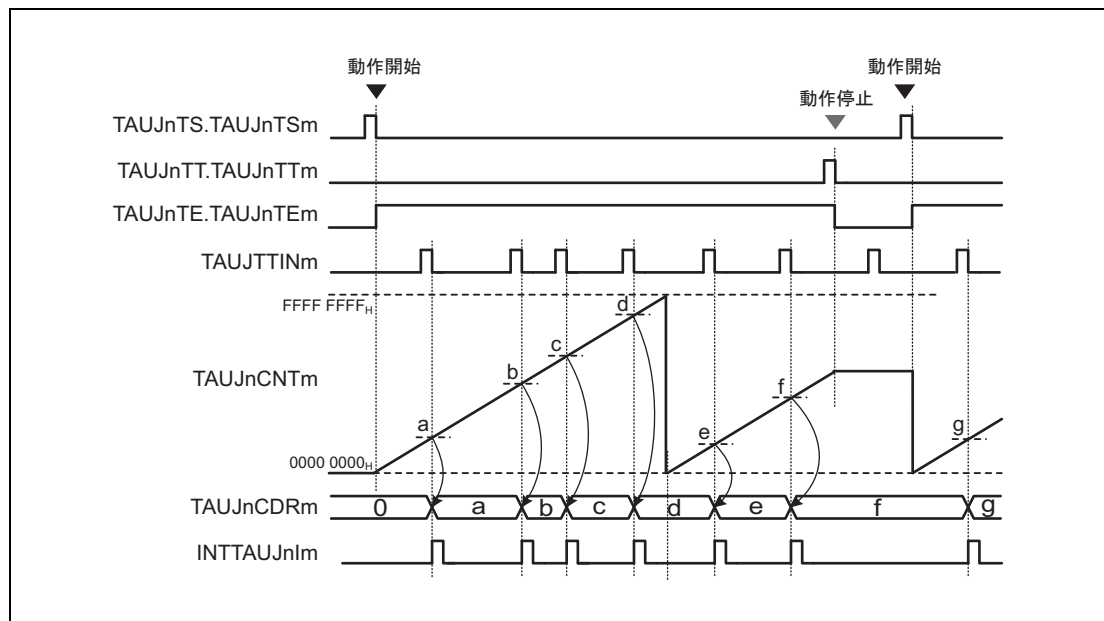 動作開始
動作開始
動作停止
TAUJnTS.TAUJnTSm
TAUJnTT.TAUJnTTm
TAUJnTE.TAUJnTEm
TAUJTTINm
FFFF FFFFH
d
c
TAUJnCNTm
b
f
a
e
g
0000 0000H
TAUJnCDRm
0 a b c d e f g
INTTAUJnIm